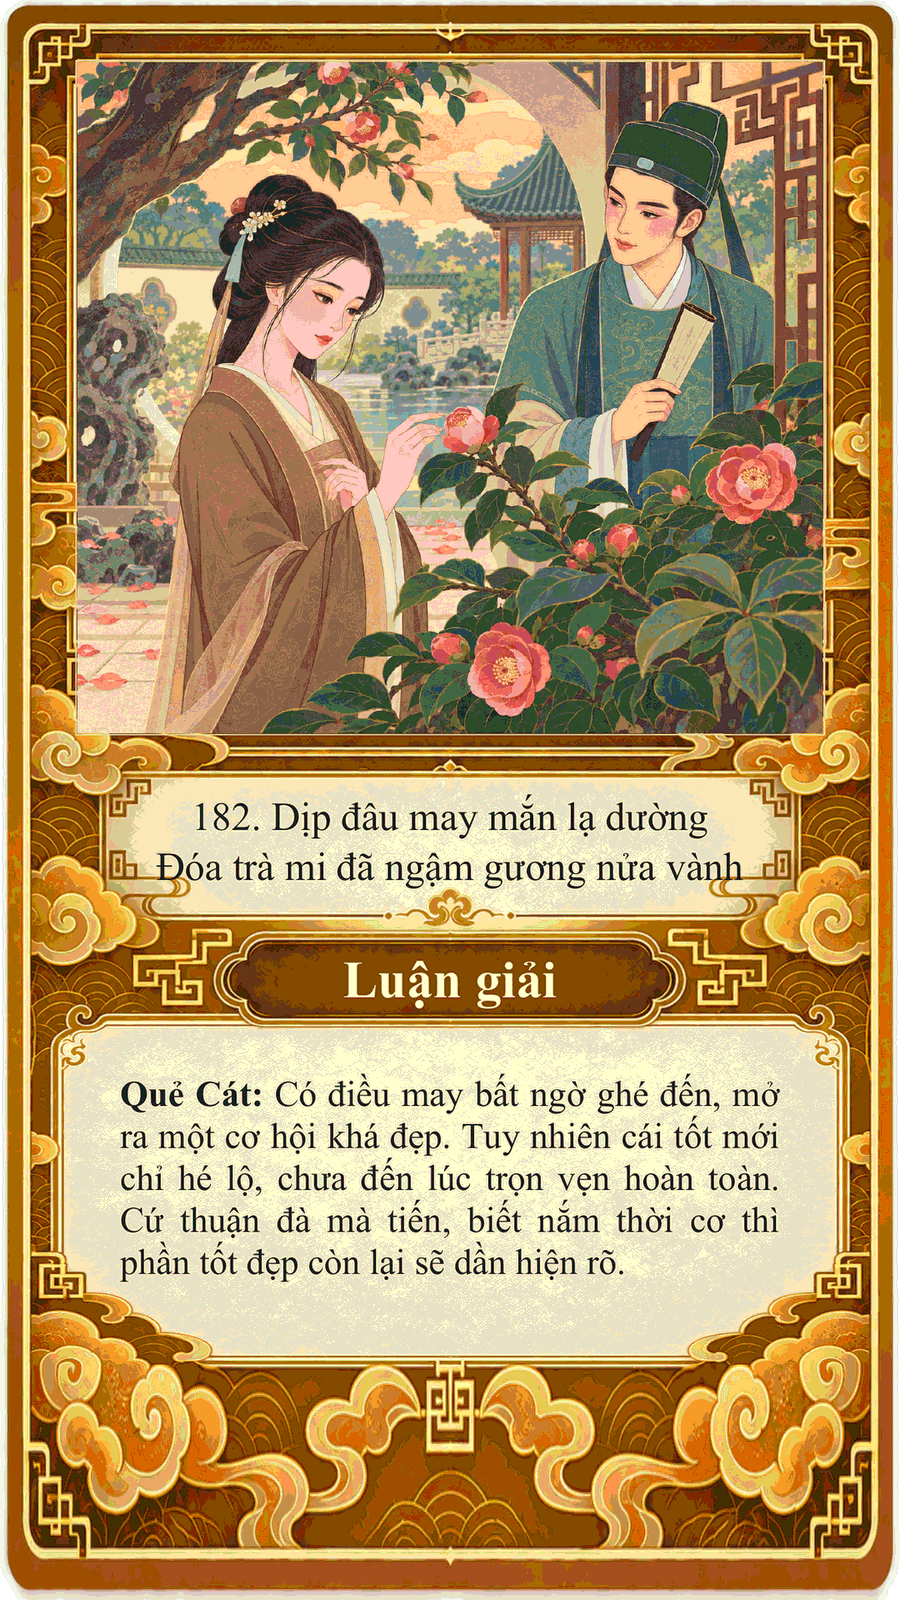 182. Dịp đâu may mắn lạ dường
Đóa trà mi đã ngậm gương nửa vành
Luận giải
Quẻ Cát: Có điều may bất ngờ ghé đến, mở
ra một cơ hội khá đẹp. Tuy nhiên cái tốt mới
chỉ hé lộ, chưa đến lúc trọn vẹn hoàn toàn.
Cứ thuận đà mà tiến, biết nắm thời cơ thì
phần tốt đẹp còn lại sẽ dần hiện rõ.